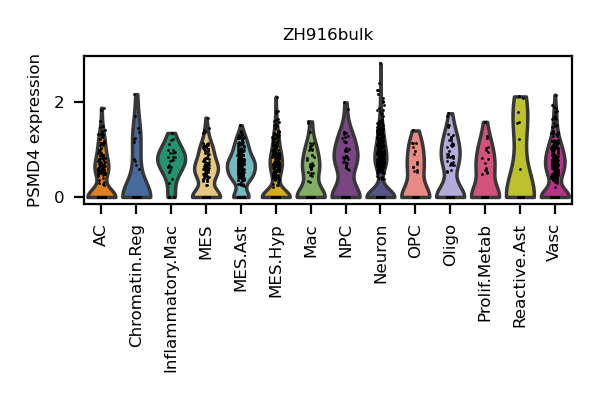 ZH916bulk
PSMD4 expression
2
0
AC
Chromatin.Reg
Inflammatory.Mac
MES
MES.Ast
MES.Hyp
Mac
NPC
Neuron
OPC
Oligo
Prolif.Metab
Reactive.Ast
Vasc